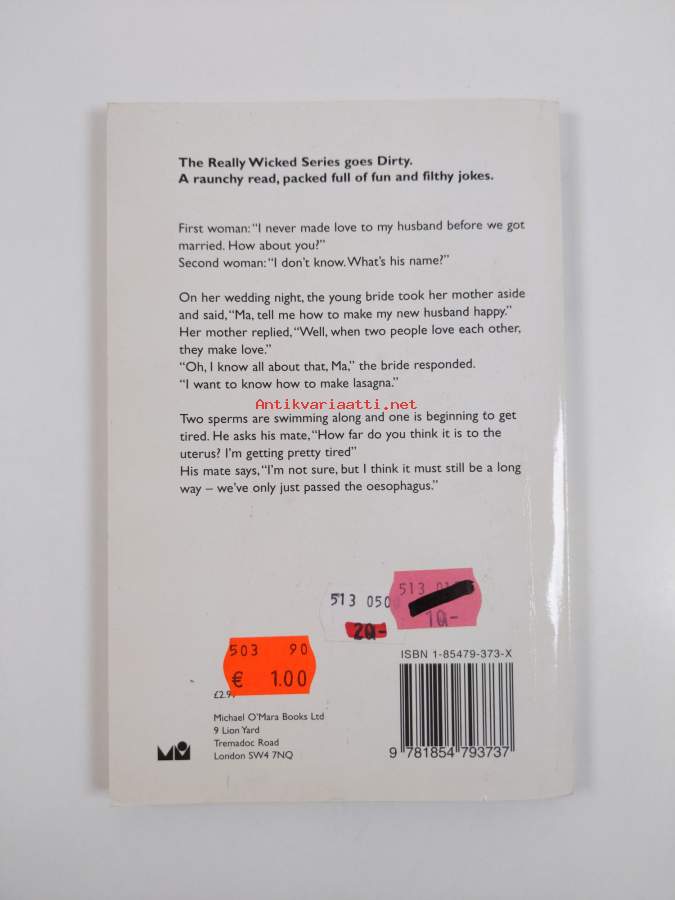 The Really Wicked Series goes Dirty.
A raunchy read, packed full of fun and filthy jokes.
First woman: “I never made love to my husband before we got
married. How about you?”
Second woman: “I don’t know. What’s his name?”
On her wedding night, the young bride took her mother aside
and said, “Ma, tell me how to make my new husband happy.”
Her mother replied, “Well, when two people love each other,
they make love.”
“Oh, I know all about that, Ma,” the bride responded.
“I want to know how to make lasagna.”
Antikvariaatti.net
Two sperms are swimming along and one is beginning to get
tired. He asks his mate, “How far do you think it is to the
uterus? I’m getting pretty tired”
His mate says, “I’m not sure, but I think it must still be a long
way – we’ve only just passed the oesophagus.”
513
513 050
10-
20-
503 90
€ 1.00
£2.9
ISBN 1-85479-373-X
Michael O’Mara Books Ltd
9 Lion Yard
Tremadoc Road
London SW4 7NQ
9 781854 793737